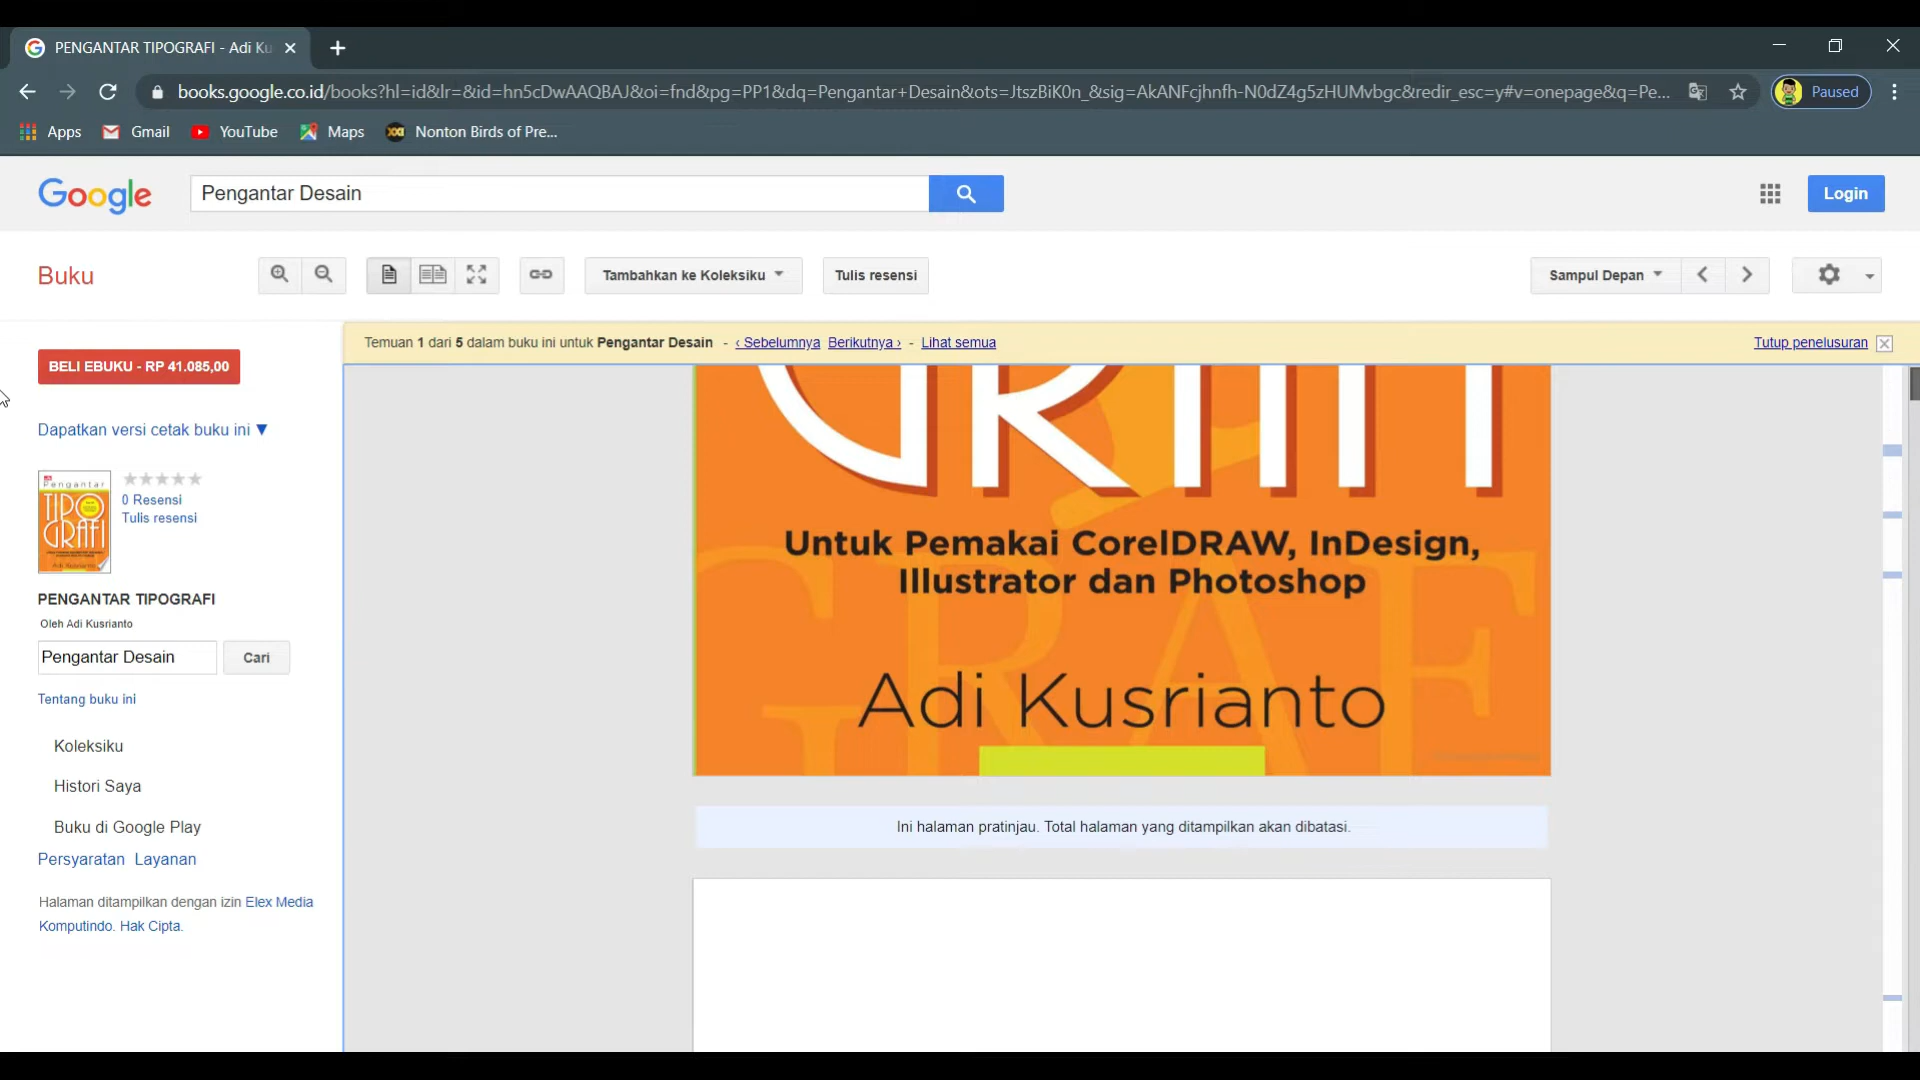 PENGANTAR TIPOGRAFI - Adi Ku
books.google.co.id/books?hl=id&lr=&id=hn5cDwAAQBAJ&oi=fnd&pg=PP1&dq=Pengantar+Desain&ots=JtszBiK0n_&sig=AkANFcjhnfh-N0dZ4g5zHUMvbgc&redir_esc=y#v=onepage&q=Pe...
Paused
Apps
Gmail
YouTube
Maps
Nonton Birds of Pre...
Google
Pengantar Desain
Login
Buku
Tambahkan ke Koleksiku
Tulis resensi
Sampul Depan
BELI EBUKU - RP 41.085,00
Temuan 1 dari 5 dalam buku ini untuk Pengantar Desain - ‹ Sebelumnya Berikutnya › - Lihat semua
Tutup penelusuran
Dapatkan versi cetak buku ini ▼
Pengantar
TIPO
GRAFI
Adi Kusrianto
0 Resensi
Tulis resensi
PENGANTAR TIPOGRAFI
Oleh Adi Kusrianto
Pengantar Desain
Cari
Tentang buku ini
Koleksiku
Histori Saya
Buku di Google Play
Persyaratan Layanan
Halaman ditampilkan dengan izin Elex Media
Komputindo. Hak Cipta.
GRAFI
Untuk Pemakai CorelDRAW, InDesign,
Illustrator dan Photoshop
Adi Kusrianto
Ini halaman pratinjau. Total halaman yang ditampilkan akan dibatasi.